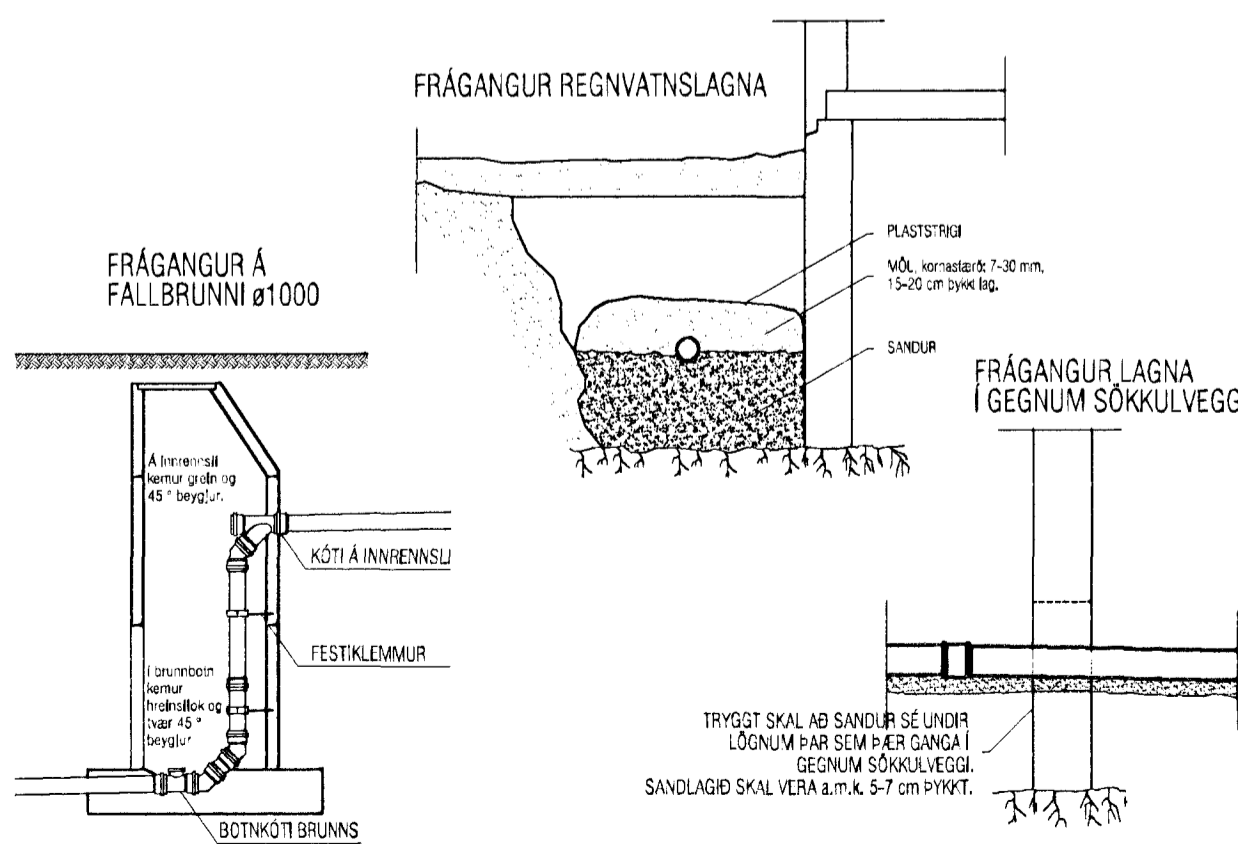 FRÁGANGUR REGNVATNSLAGNA
PLASTSTRIGI
MÖL, kornastærð: 7-30 mm,
15-20 cm þykkt lag.
SANDUR
FRÁGANGUR Á
FALLBRUNNI ø1000
Á innrennsli
kemur grein og
45° beygjur.
KÓTI Á INNRENNSLI
FESTIKLEMMUR
Í brunnbotn
kemur
hreinsilok og
tvær 45°
beygjur
BOTNKÓTI BRUNNS
FRÁGANGUR LAGNA
Í GEGNUM SÖKKULVEGG
TRYGGT SKAL AÐ SANDUR SÉ UNDIR
LÖGNUM ÞAR SEM ÞÆR GANGA Í
GEGNUM SÖKKULVEGGI.
SANDLAGIÐ SKAL VERA a.m.k. 5-7 cm ÞYKKT.